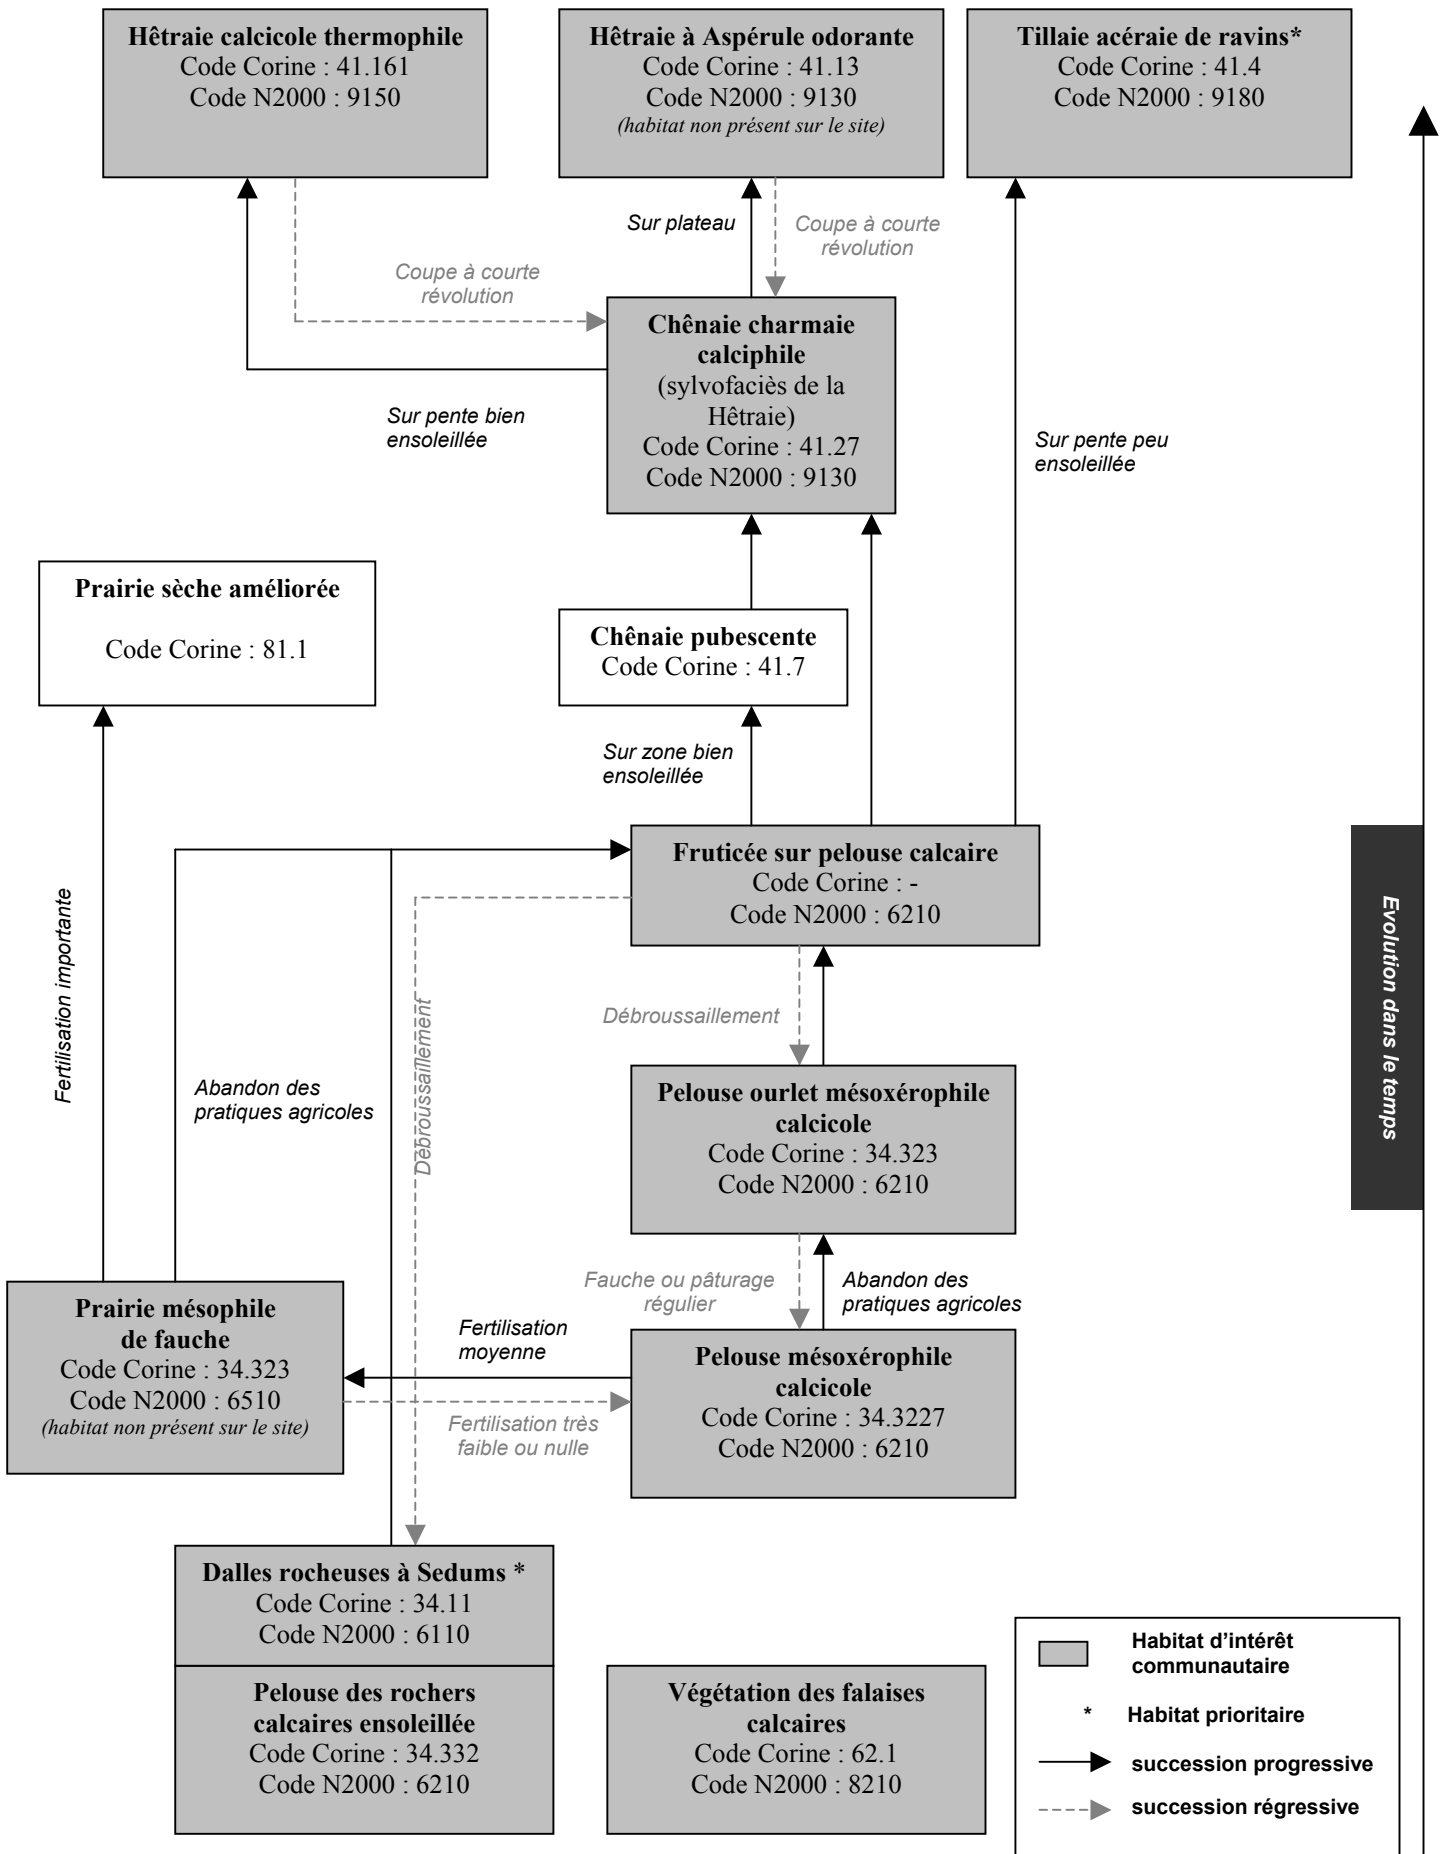 Hêtraie calcicole thermophile
Code Corine : 41.161
Code N2000 : 9150
Hêtraie à Aspérule odorante
Code Corine : 41.13
Code N2000 : 9130
(habitat non présent sur le site)
Tillaie acéraie de ravins*
Code Corine : 41.4
Code N2000 : 9180
Sur plateau
Coupe à courte
révolution
Coupe à courte
révolution
Chênaie charmaie
calciphile
(sylvofaciès de la
Hêtraie)
Code Corine : 41.27
Code N2000 : 9130
Sur pente bien
ensoleillée
Sur pente peu
ensoleillée
Prairie sèche améliorée
Code Corine : 81.1
Chênaie pubescente
Code Corine : 41.7
Sur zone bien
ensoleillée
Fruticée sur pelouse calcaire
Code Corine : -
Code N2000 : 6210
Fertilisation importante
Evolution dans le temps
Débroussaillement
Débroussaillement
Abandon des
pratiques agricoles
Pelouse ourlet mésoxérophile
calcicole
Code Corine : 34.323
Code N2000 : 6210
Fauche ou pâturage
régulier
Abandon des
pratiques agricoles
Prairie mésophile
de fauche
Code Corine : 34.323
Code N2000 : 6510
(habitat non présent sur le site)
Fertilisation
moyenne
Fertilisation très
faible ou nulle
Pelouse mésoxérophile
calcicole
Code Corine : 34.3227
Code N2000 : 6210
Dalles rocheuses à Sedums *
Code Corine : 34.11
Code N2000 : 6110
Pelouse des rochers
calcaires ensoleillée
Code Corine : 34.332
Code N2000 : 6210
Végétation des falaises
calcaires
Code Corine : 62.1
Code N2000 : 8210
Habitat d'intérêt
communautaire
* Habitat prioritaire
succession progressive
succession régressive